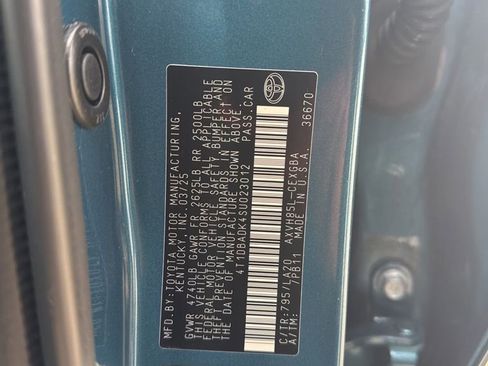 MFD. BY: TOYOTA MOTOR MANUFACTURING,
KENTUCKY, INC. 03/25
GVWR 4740LB GAWR FR 2655LB RR 2500LB
THIS VEHICLE CONFORMS TO ALL APPLICABLE
FEDERAL MOTOR VEHICLE SAFETY, BUMPER, AND
THEFT PREVENTION STANDARDS IN EFFECT ON
THE DATE OF MANUFACTURE SHOWN ABOVE.
4T1DBADK4SU023012 PASS. CAR
C/TR: 795/LA20 AXVH85L-CEXGBA
A/TM: 7PB11 MADE IN U.S.A.
36670